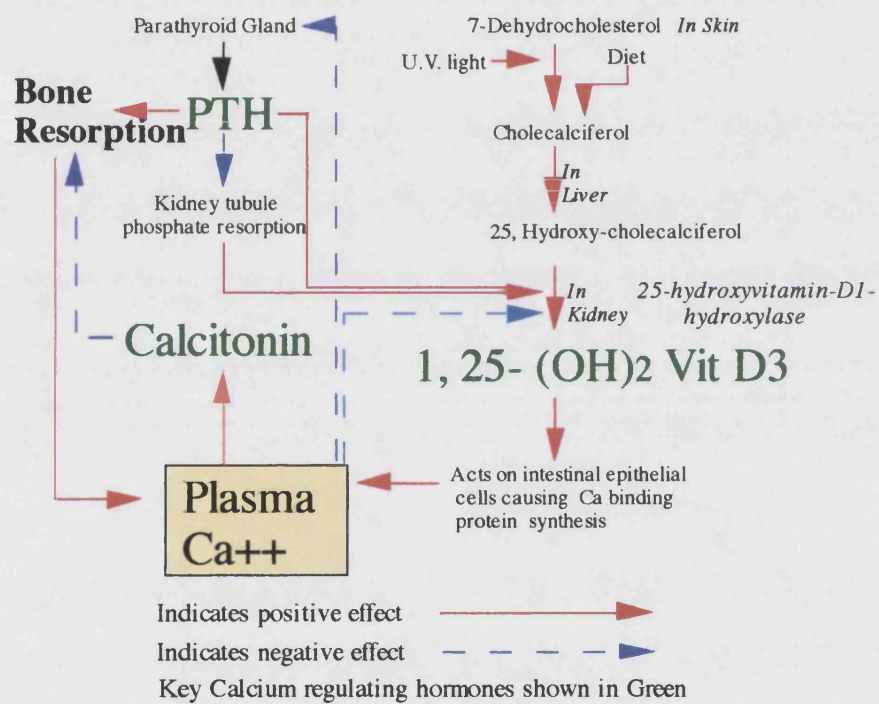 Parathyroid Gland
PTH
Bone
Resorption
Kidney tubule
phosphate resorption
Calcitonin
Plasma
Ca++
7-Dehydrocholesterol In Skin
U.V. light
Diet
Cholecalciferol
In
Liver
25, Hydroxy-cholecalciferol
In
Kidney
25-hydroxyvitamin-D1-
hydroxylase
1, 25- (OH)2 Vit D3
Acts on intestinal epithelial
cells causing Ca binding
protein synthesis
Indicates positive effect
Indicates negative effect
Key Calcium regulating hormones shown in Green